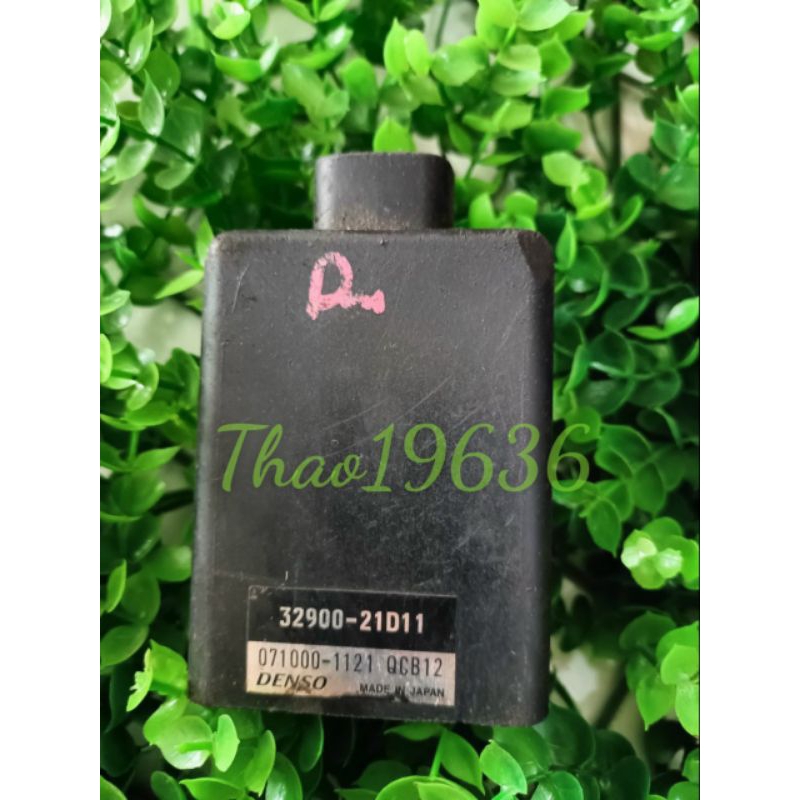 Thao19636
32900-21D11
071000-1121 QCB12
DENSO MADE IN JAPAN